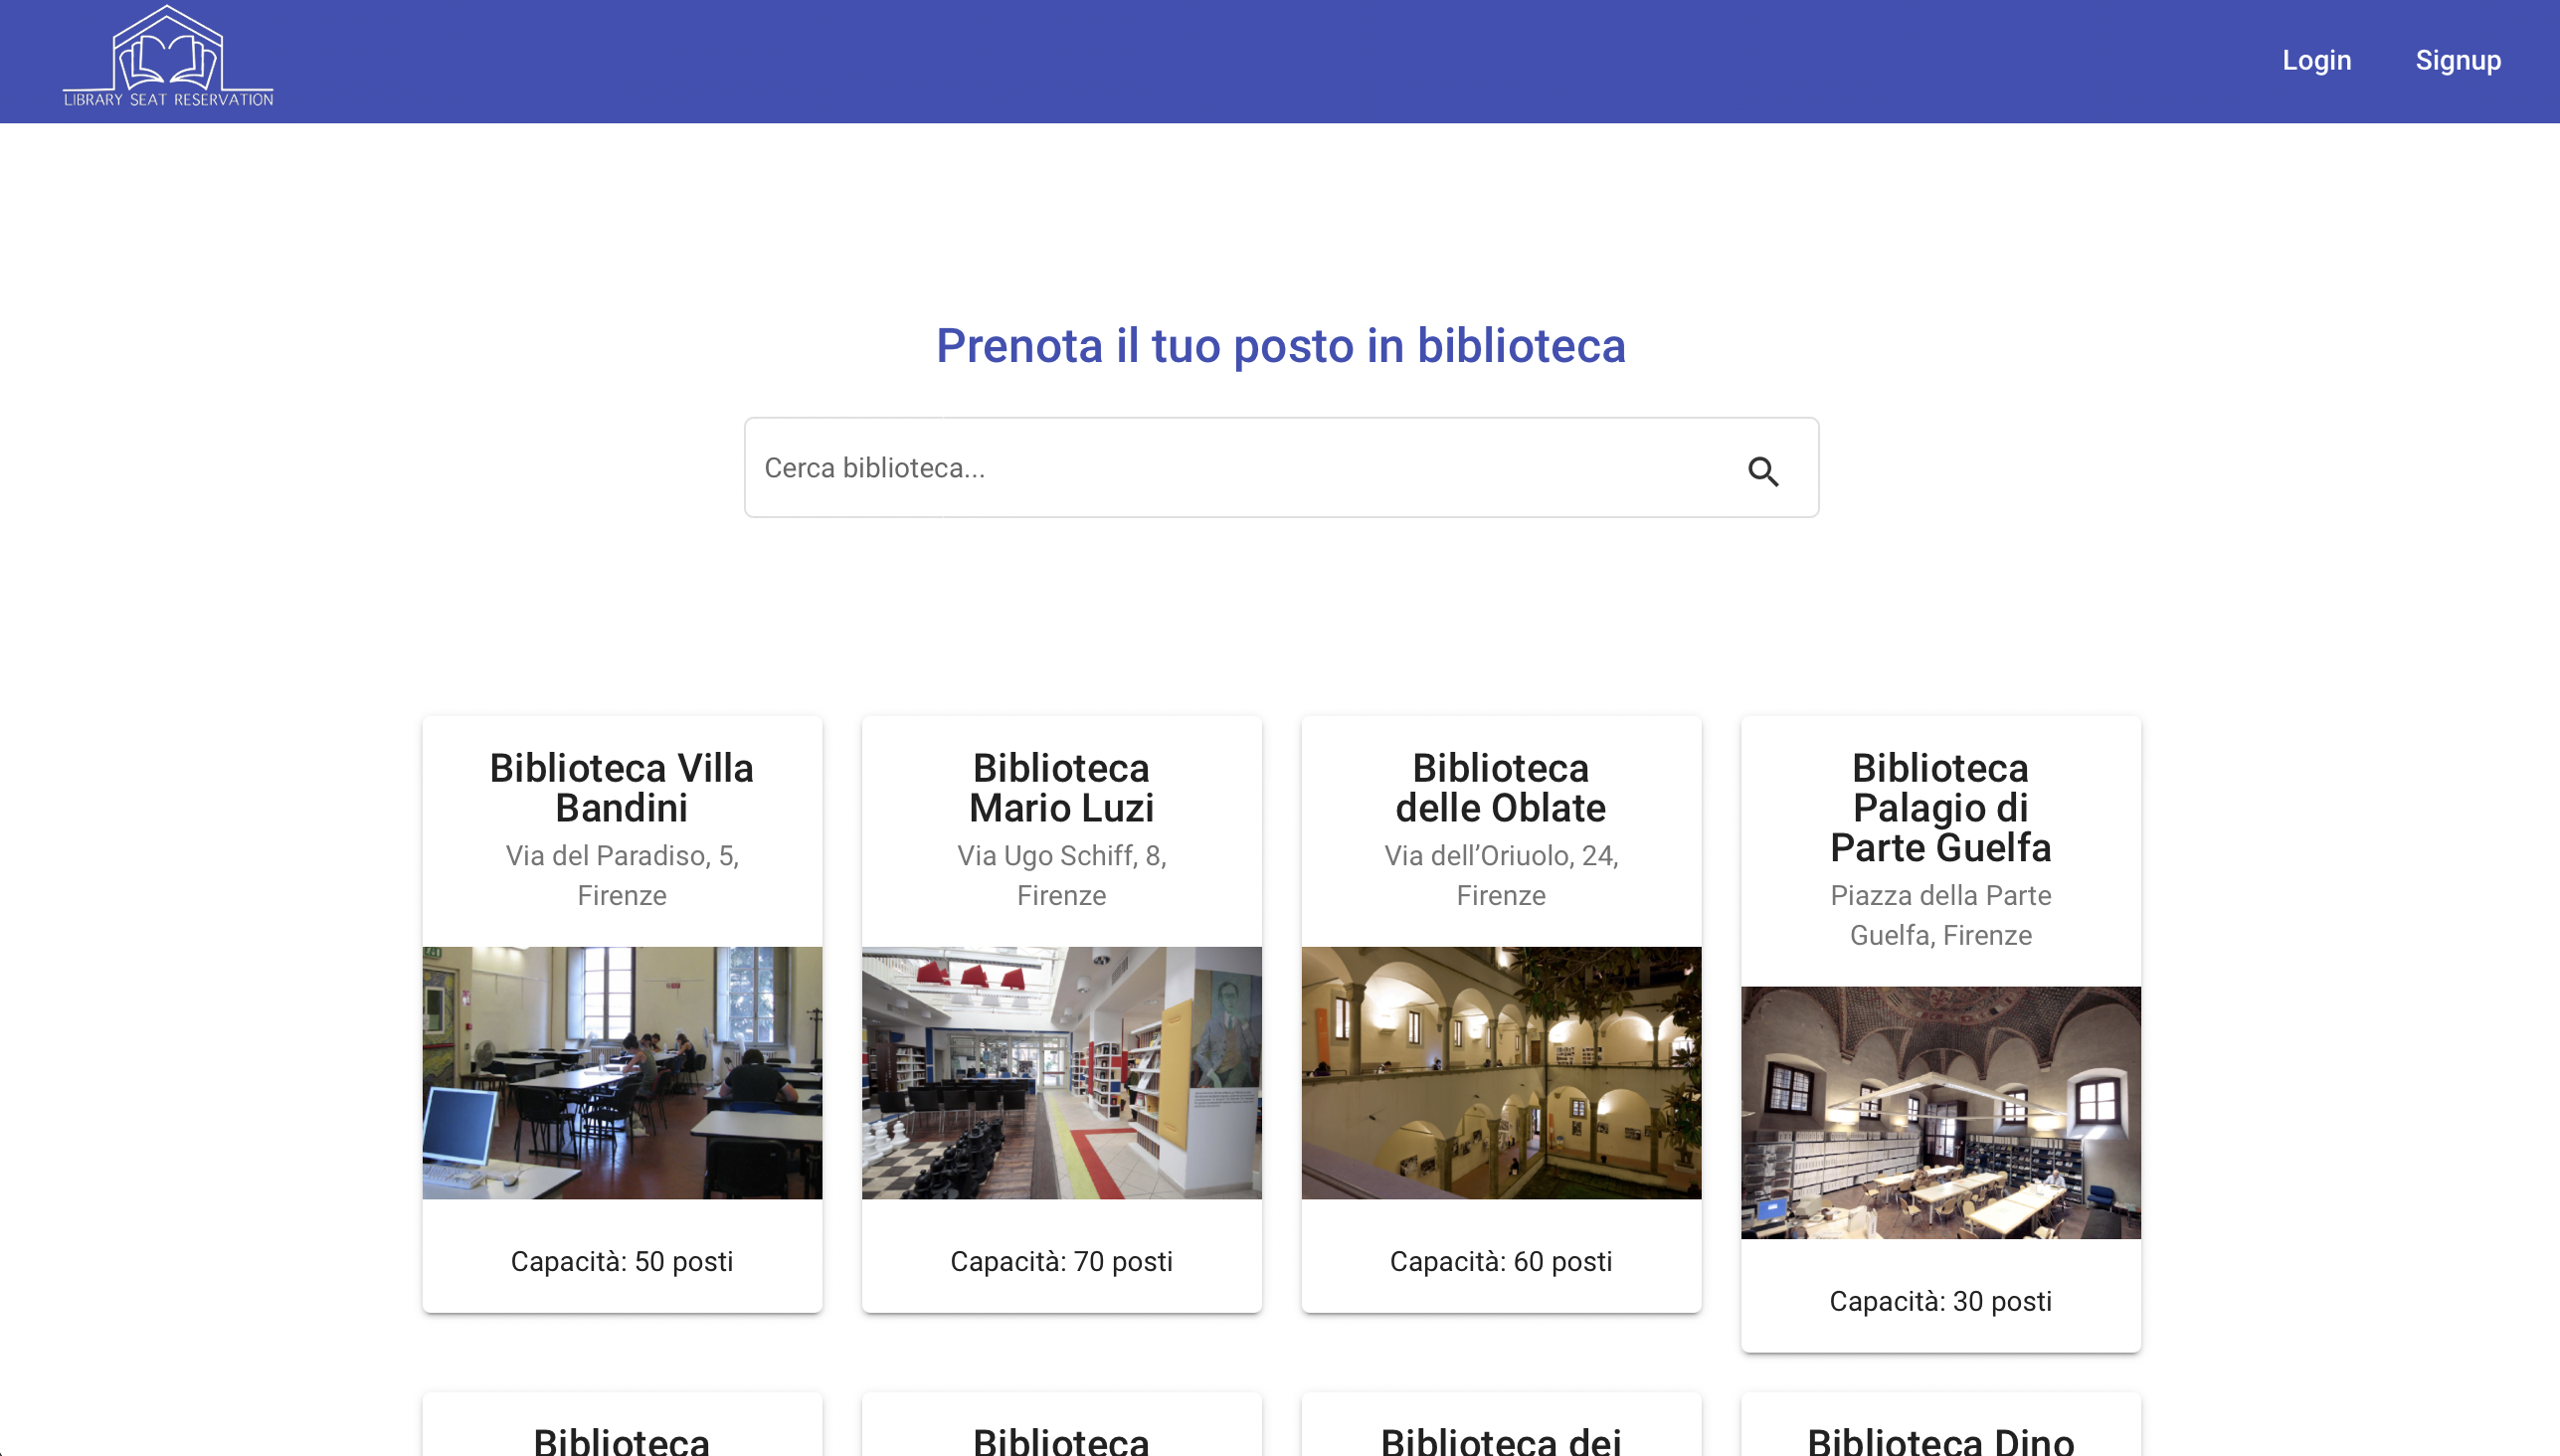 LIBRARY SEAT RESERVATION
Login
Signup
Prenota il tuo posto in biblioteca
Cerca biblioteca...
Biblioteca Villa
Bandini
Via del Paradiso, 5,
Firenze
Capacità: 50 posti
Biblioteca
Mario Luzi
Via Ugo Schiff, 8,
Firenze
Capacità: 70 posti
Biblioteca
delle Oblate
Via dell’Oriuolo, 24,
Firenze
Capacità: 60 posti
Biblioteca
Palagio di
Parte Guelfa
Piazza della Parte
Guelfa, Firenze
Capacità: 30 posti
Biblioteca
Biblioteca
Biblioteca dei
Biblioteca Dino